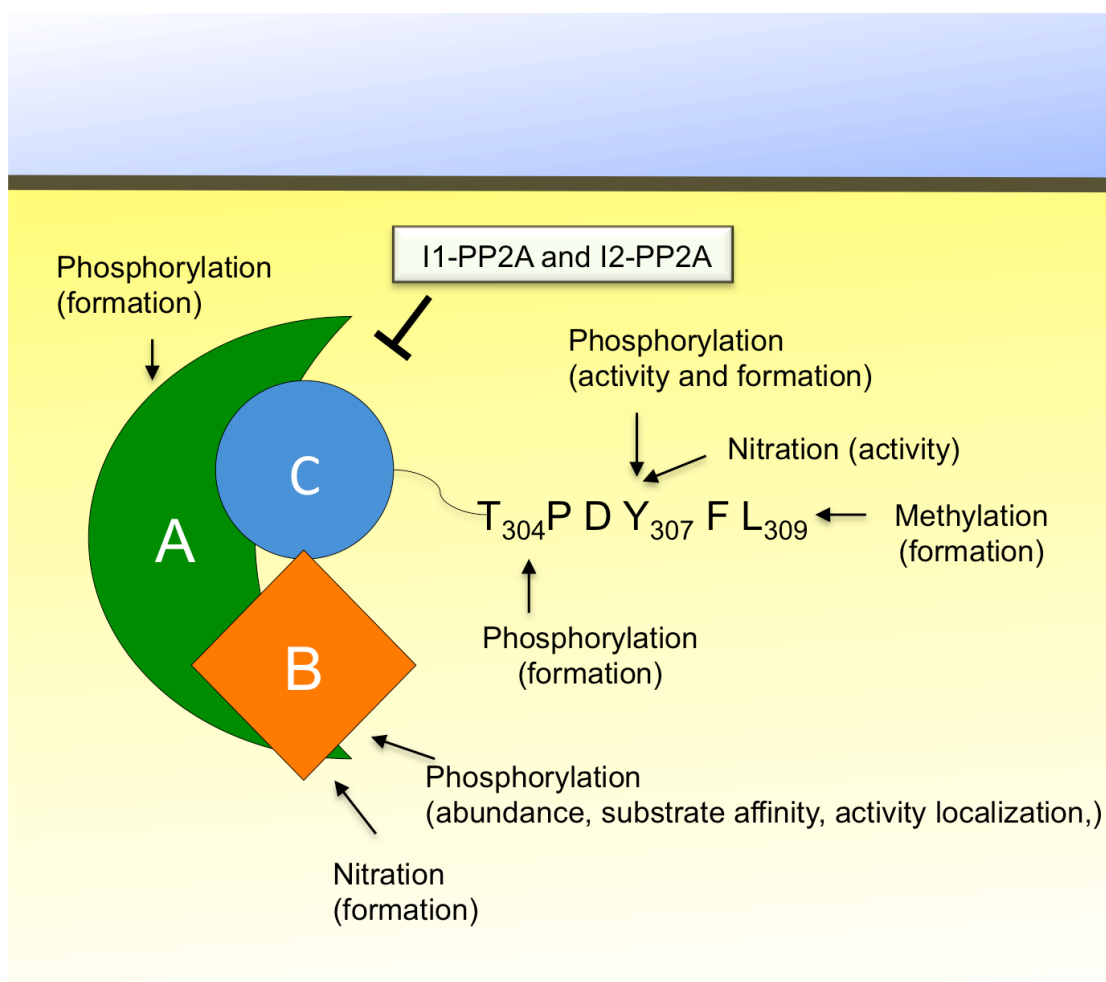 I1-PP2A and I2-PP2A
Phosphorylation
(formation)
Phosphorylation
(activity and formation)
Nitration (activity)
C
T304P D Y307 F L309
Methylation
(formation)
A
Phosphorylation
(formation)
B
Phosphorylation
(abundance, substrate affinity, activity localization,)
Nitration
(formation)